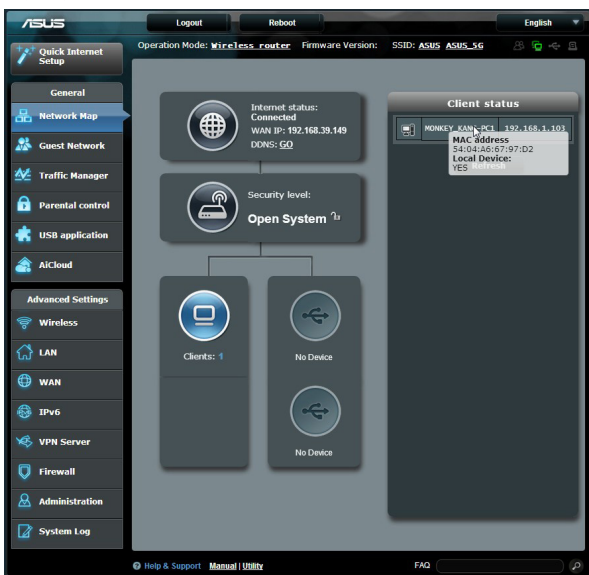 ASUS
Logout
Reboot
English
Quick Internet
Setup
Operation Mode: Wireless router Firmware Version: SSID: ASUS ASUS_5G
General
Network Map
Guest Network
Traffic Manager
Parental control
USB application
AiCloud
Advanced Settings
Wireless
LAN
WAN
IPv6
VPN Server
Firewall
Administration
System Log
Internet status:
Connected
WAN IP: 192.168.39.149
DDNS: GO
Security level:
Open System
Clients: 1
No Device
No Device
Client status
192.168.1.103
MAC address
54:04:A6:67:97:D2
Local Device:
YES
Refresh
Help & Support Manual | Utility
FAQ